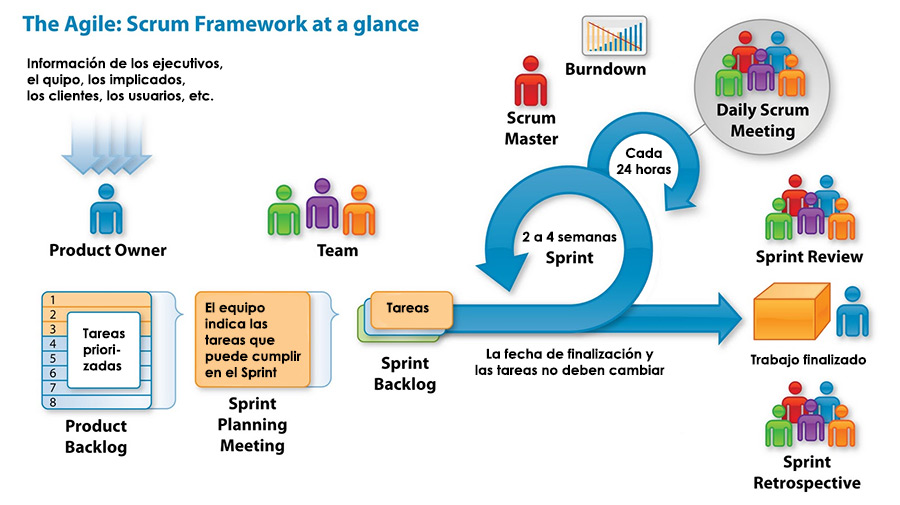 The Agile: Scrum Framework at a glance
Información de los ejecutivos,
el quipo, los implicados,
los clientes, los usuarios, etc.
Product Owner
Team
Scrum
Master
Burndown
Daily Scrum
Meeting
Cada
24 horas
2 a 4 semanas
Sprint
Sprint Review
1
2
3
4
5
6
7
8
Tareas
priori-
zadas
Product
Backlog
El equipo
indica las
tareas que
puede cumplir
en el Sprint
Sprint
Planning
Meeting
Tareas
Sprint
Backlog
La fecha de finalización y
las tareas no deben cambiar
Trabajo finalizado
Sprint
Retrospective